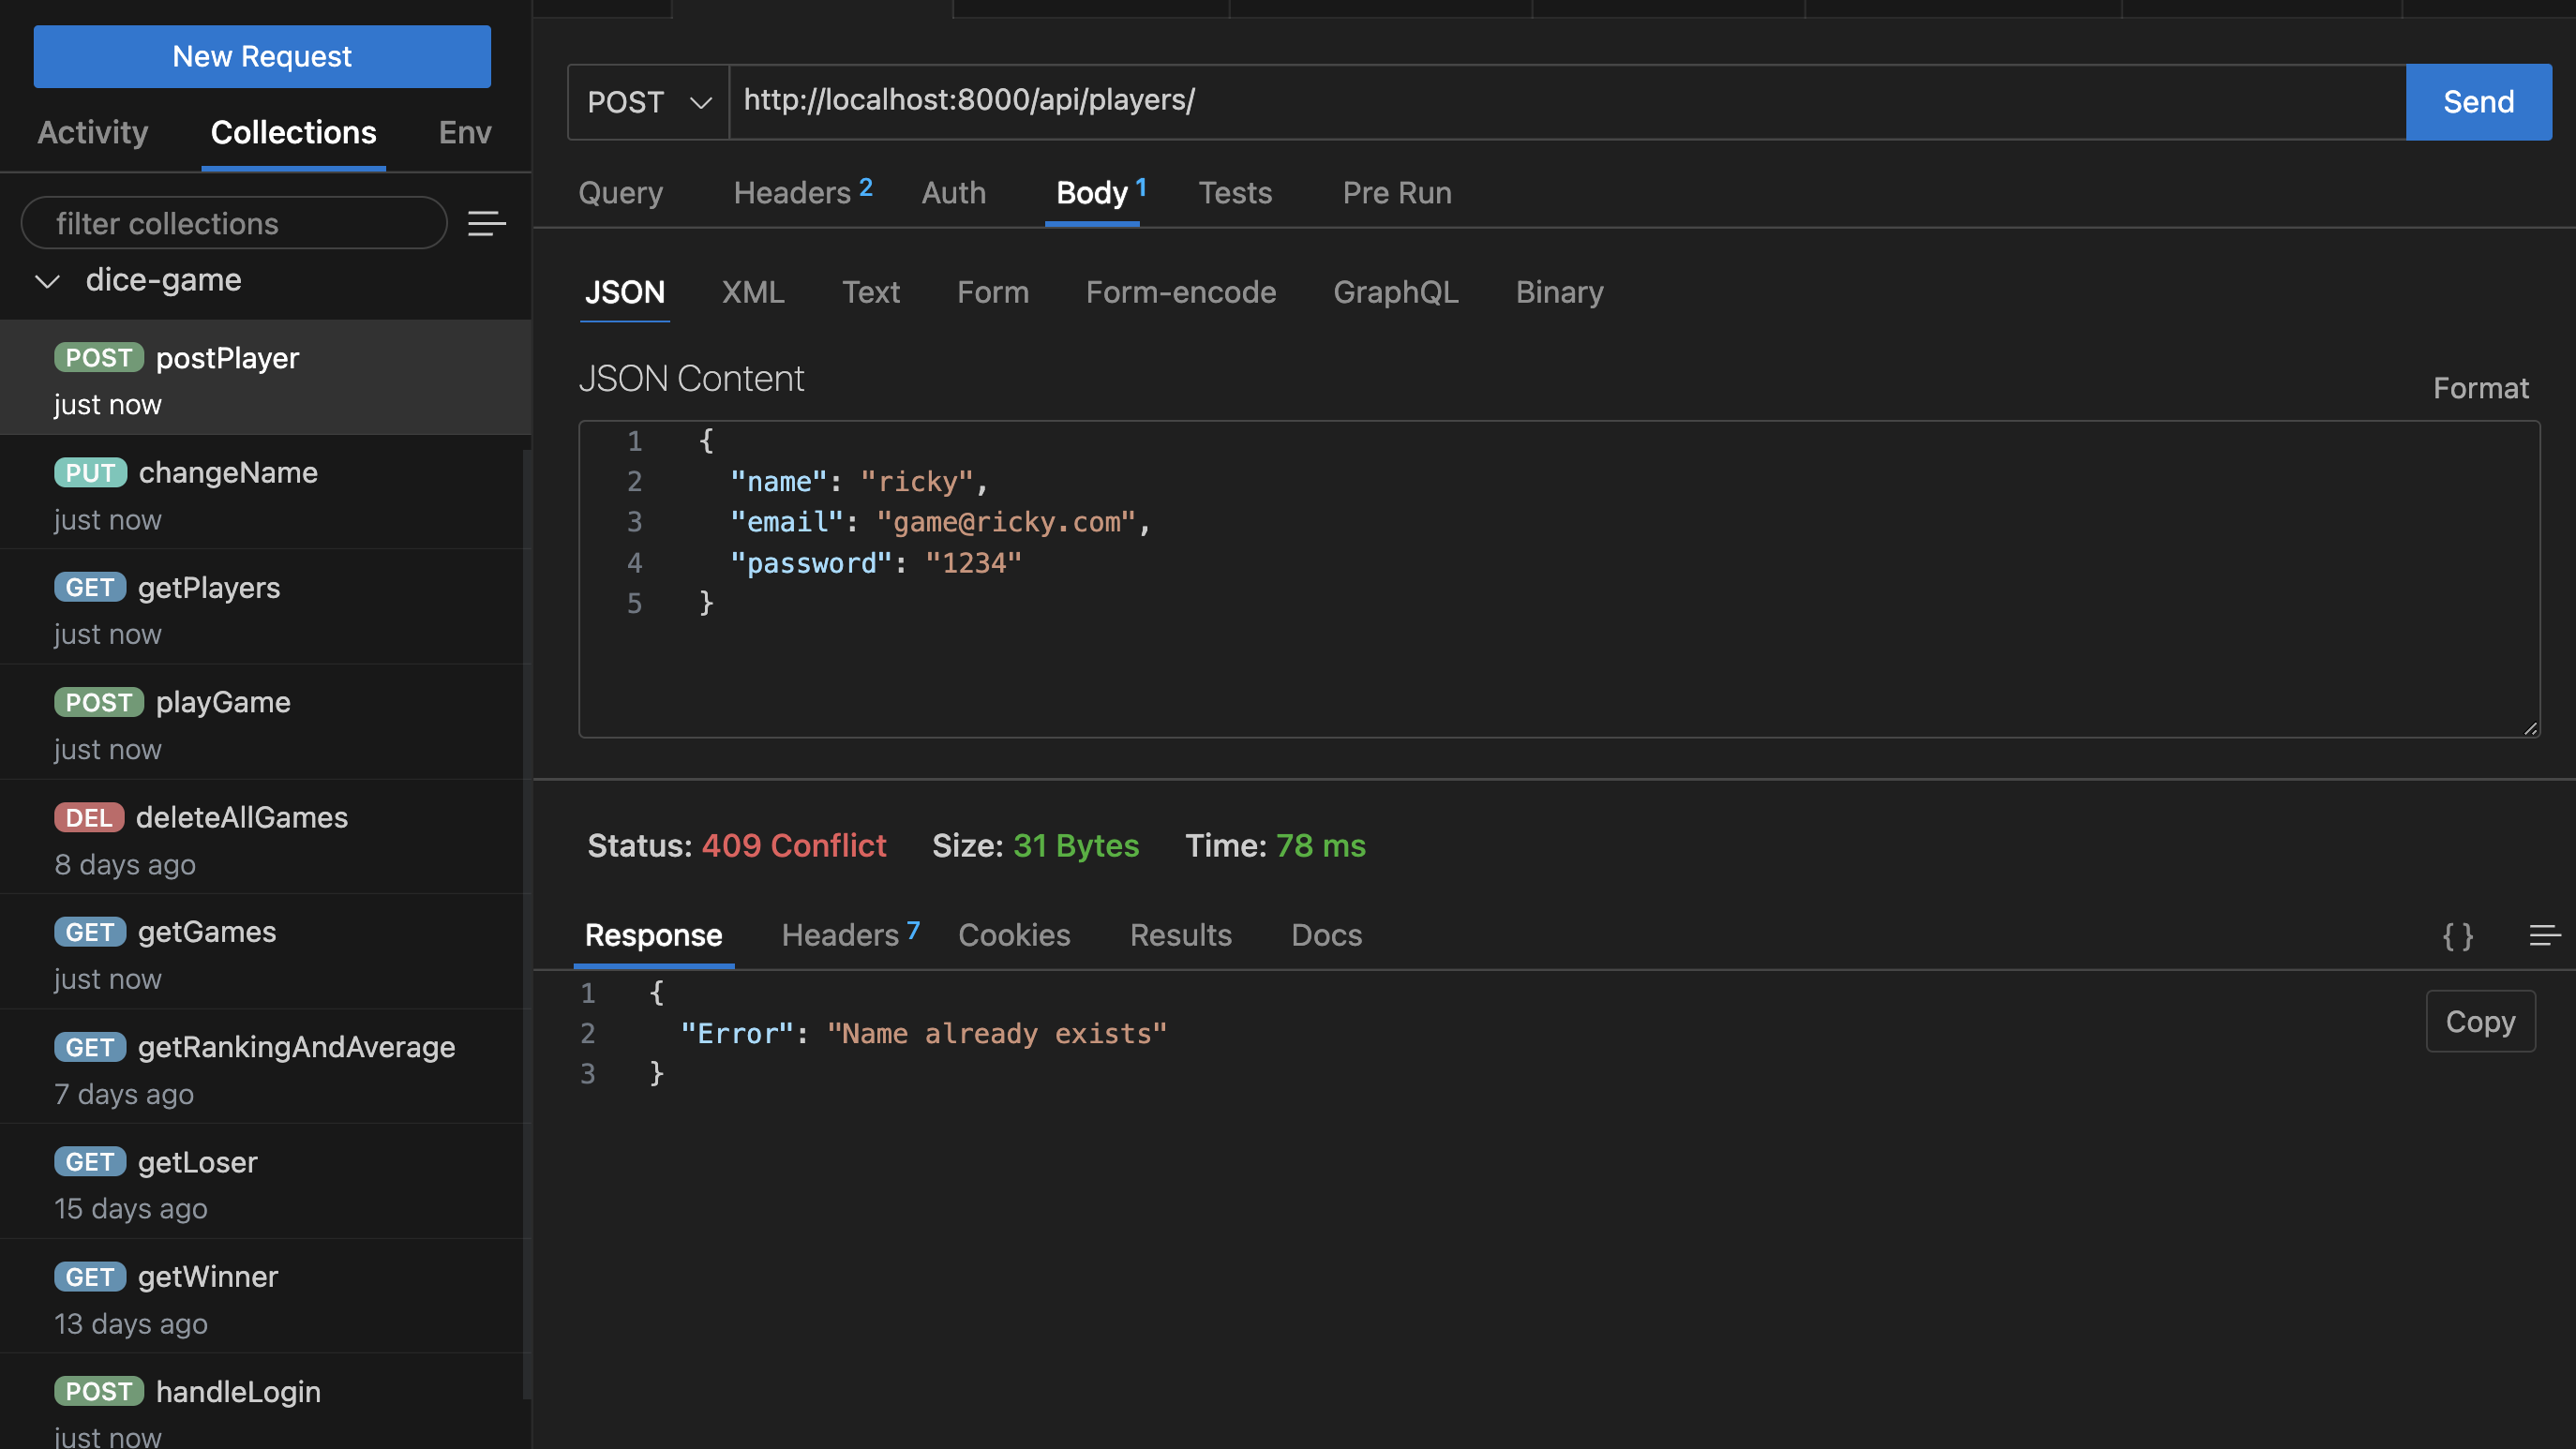 New Request
Activity Collections Env
filter collections
dice-game
POST postPlayer
just now
PUT changeName
just now
GET getPlayers
just now
POST playGame
just now
DEL deleteAllGames
8 days ago
GET getGames
just now
GET getRankingAndAverage
7 days ago
GET getLoser
15 days ago
GET getWinner
13 days ago
POST handleLogin
just now
POST http://localhost:8000/api/players/ Send
Query Headers 2 Auth Body 1 Tests Pre Run
JSON XML Text Form Form-encode GraphQL Binary
JSON Content Format
1 {
2 "name": "ricky",
3 "email": "game@ricky.com",
4 "password": "1234"
5 }
Status: 409 Conflict Size: 31 Bytes Time: 78 ms
Response Headers 7 Cookies Results Docs { }
1 {
2 "Error": "Name already exists"
3 }
Copy